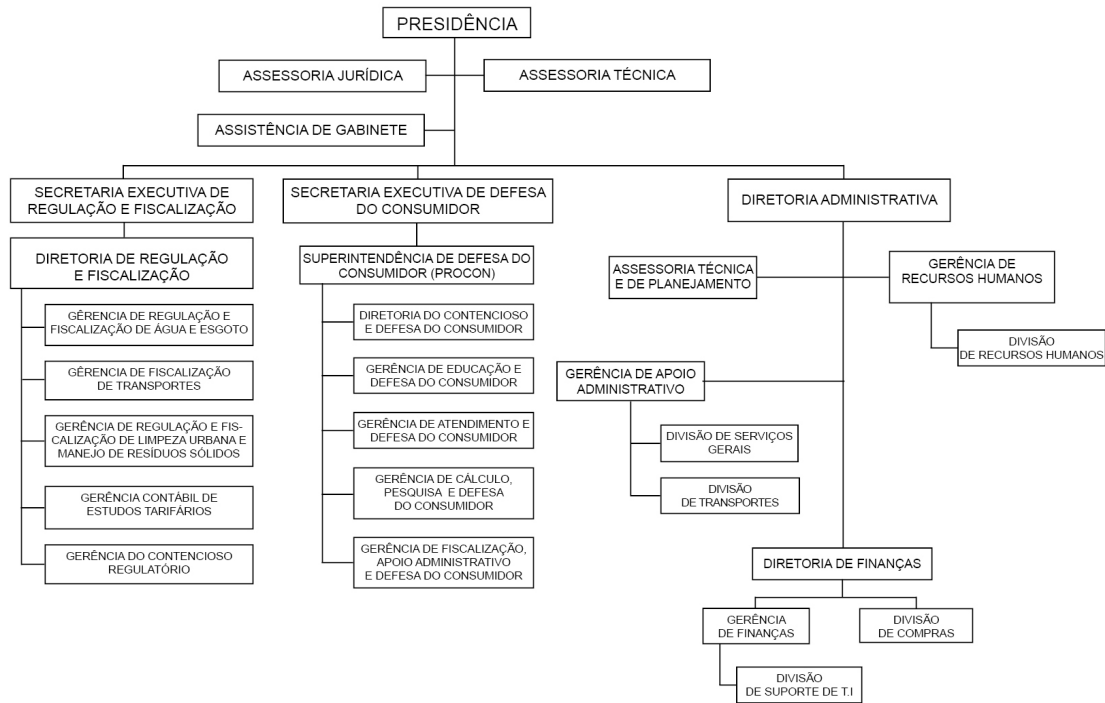 PRESIDÊNCIA
ASSESSORIA JURÍDICA
ASSESSORIA TÉCNICA
ASSISTÊNCIA DE GABINETE
SECRETARIA EXECUTIVA DE
REGULAÇÃO E FISCALIZAÇÃO
DIRETORIA DE REGULAÇÃO
E FISCALIZAÇÃO
GÊRENCIA DE REGULAÇÃO E
FISCALIZAÇÃO DE ÁGUA E ESGOTO
GÊRENCIA DE FISCALIZAÇÃO
DE TRANSPORTES
GERÊNCIA DE REGULAÇÃO E FIS-
CALIZAÇÃO DE LIMPEZA URBANA E
MANEJO DE RESÍDUOS SÓLIDOS
GERÊNCIA CONTÁBIL DE
ESTUDOS TARIFÁRIOS
GERÊNCIA DO CONTENCIOSO
REGULATÓRIO
SECRETARIA EXECUTIVA DE DEFESA
DO CONSUMIDOR
SUPERINTENDÊNCIA DE DEFESA DO
CONSUMIDOR (PROCON)
DIRETORIA DO CONTENCIOSO
E DEFESA DO CONSUMIDOR
GERÊNCIA DE EDUCAÇÃO E
DEFESA DO CONSUMIDOR
GERÊNCIA DE ATENDIMENTO E
DEFESA DO CONSUMIDOR
GERÊNCIA DE CÁLCULO,
PESQUISA E DEFESA
DO CONSUMIDOR
GERÊNCIA DE FISCALIZAÇÃO,
APOIO ADMINISTRATIVO
E DEFESA DO CONSUMIDOR
DIRETORIA ADMINISTRATIVA
ASSESSORIA TÉCNICA
E DE PLANEJAMENTO
GERÊNCIA DE
RECURSOS HUMANOS
DIVISÃO
DE RECURSOS HUMANOS
GERÊNCIA DE APOIO
ADMINISTRATIVO
DIVISÃO DE SERVIÇOS
GERAIS
DIVISÃO
DE TRANSPORTES
DIRETORIA DE FINANÇAS
GERÊNCIA
DE FINANÇAS
DIVISÃO
DE COMPRAS
DIVISÃO
DE SUPORTE DE T.I